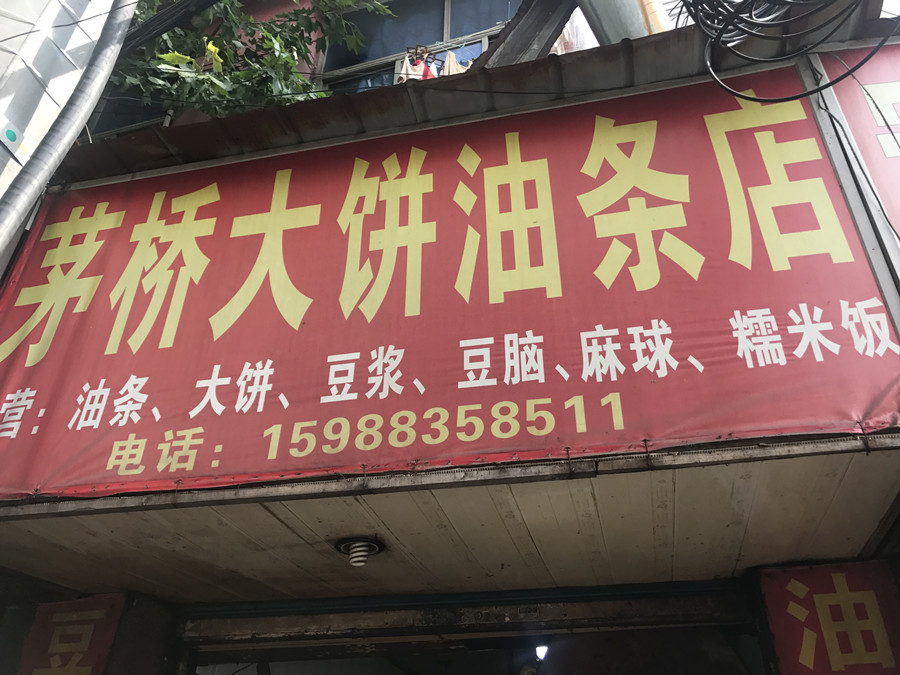 茅桥大饼油条店
营：油条、大饼、豆浆、豆脑、麻球、糯米饭
电话：15988358511
豆
油